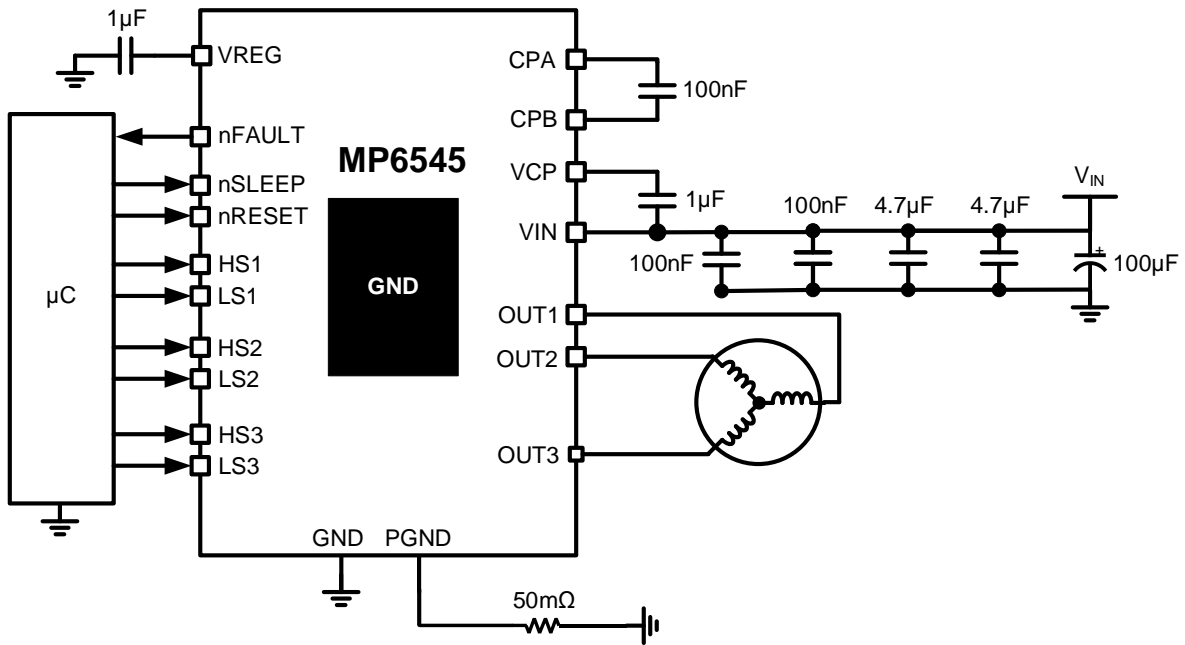 1µF
VREG
CPA
100nF
CPB
nFAULT
MP6545
VCP
nSLEEP
1µF
VIN
nRESET
VIN
100nF
4.7µF
4.7µF
100nF
+
100µF
HS1
µC
GND
LS1
OUT1
HS2
OUT2
LS2
HS3
OUT3
LS3
GND
PGND
50mΩ